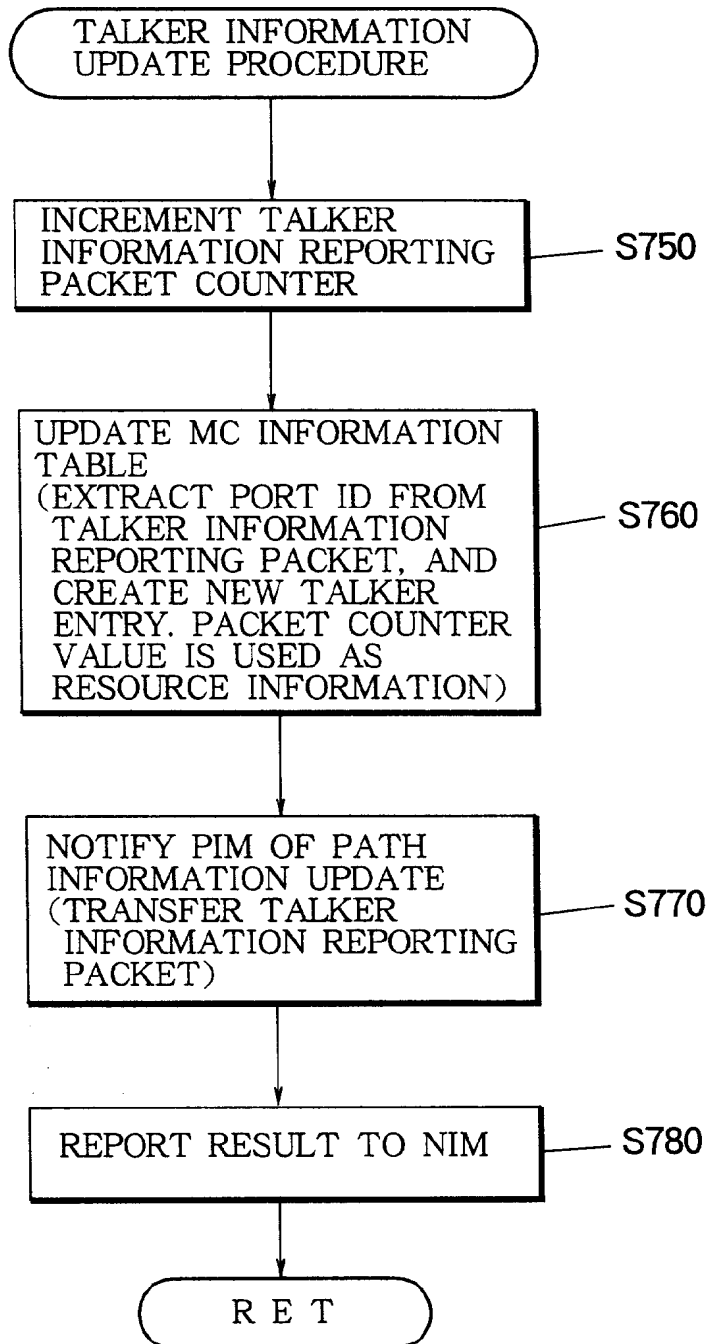 TALKER INFORMATION
UPDATE PROCEDURE
INCREMENT TALKER
INFORMATION REPORTING
PACKET COUNTER
S750
UPDATE MC INFORMATION
TABLE
(EXTRACT PORT ID FROM
TALKER INFORMATION
REPORTING PACKET, AND
CREATE NEW TALKER
ENTRY. PACKET COUNTER
VALUE IS USED AS
RESOURCE INFORMATION)
S760
NOTIFY PIM OF PATH
INFORMATION UPDATE
(TRANSFER TALKER
INFORMATION REPORTING
PACKET)
S770
REPORT RESULT TO NIM
S780
R E T